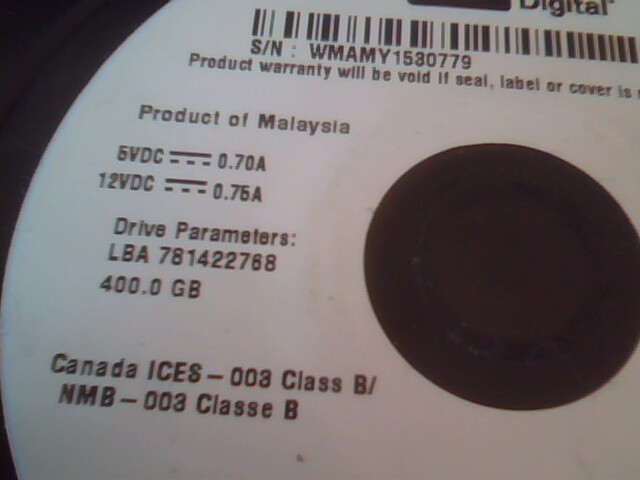 Digital
S/N : WMAMY1530779
Product warranty will be void if seal, label or cover is
Product of Malaysia
5VDC 0.70A
12VDC 0.75A
Drive Parameters:
LBA 781422768
400.0 GB
Canada ICES – 003 Class B/
NMB – 003 Classe B